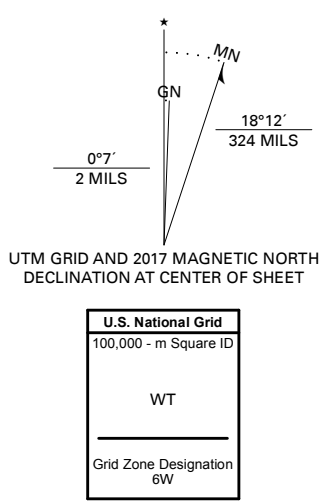 ★
MN
GN
18°12´
324 MILS
0°7´
2 MILS
UTM GRID AND 2017 MAGNETIC NORTH
DECLINATION AT CENTER OF SHEET
U.S. National Grid
100,000 - m Square ID
WT
Grid Zone Designation
6W